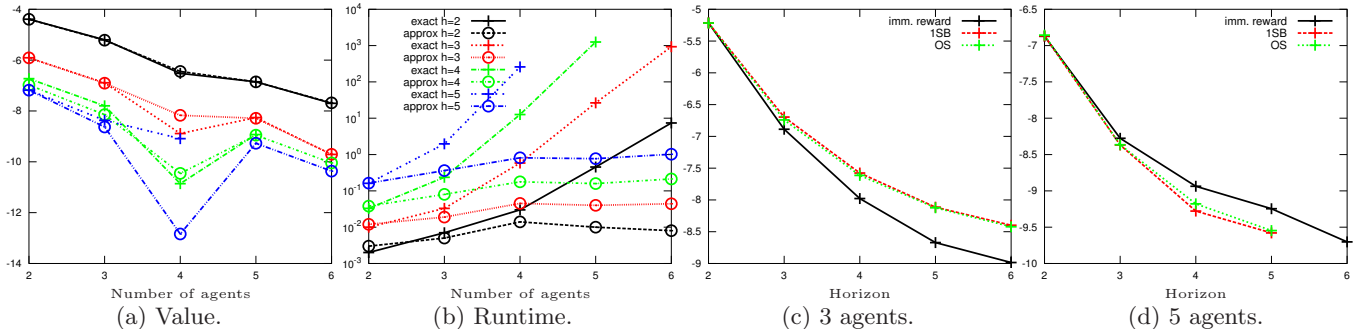 -4
-6
-8
-10
-12
-14
2 3 4 5 6
Number of agents
(a) Value.
10^4
10^3
10^2
10^1
10^0
10^-1
10^-2
10^-3
exact h=2
approx h=2
exact h=3
approx h=3
exact h=4
approx h=4
exact h=5
approx h=5
2 3 4 5 6
Number of agents
(b) Runtime.
-5
-5.5
-6
-6.5
-7
-7.5
-8
-8.5
-9
imm. reward
1SB
OS
2 3 4 5 6
Horizon
(c) 3 agents.
-6.5
-7
-7.5
-8
-8.5
-9
-9.5
-10
imm. reward
1SB
OS
2 3 4 5 6
Horizon
(d) 5 agents.